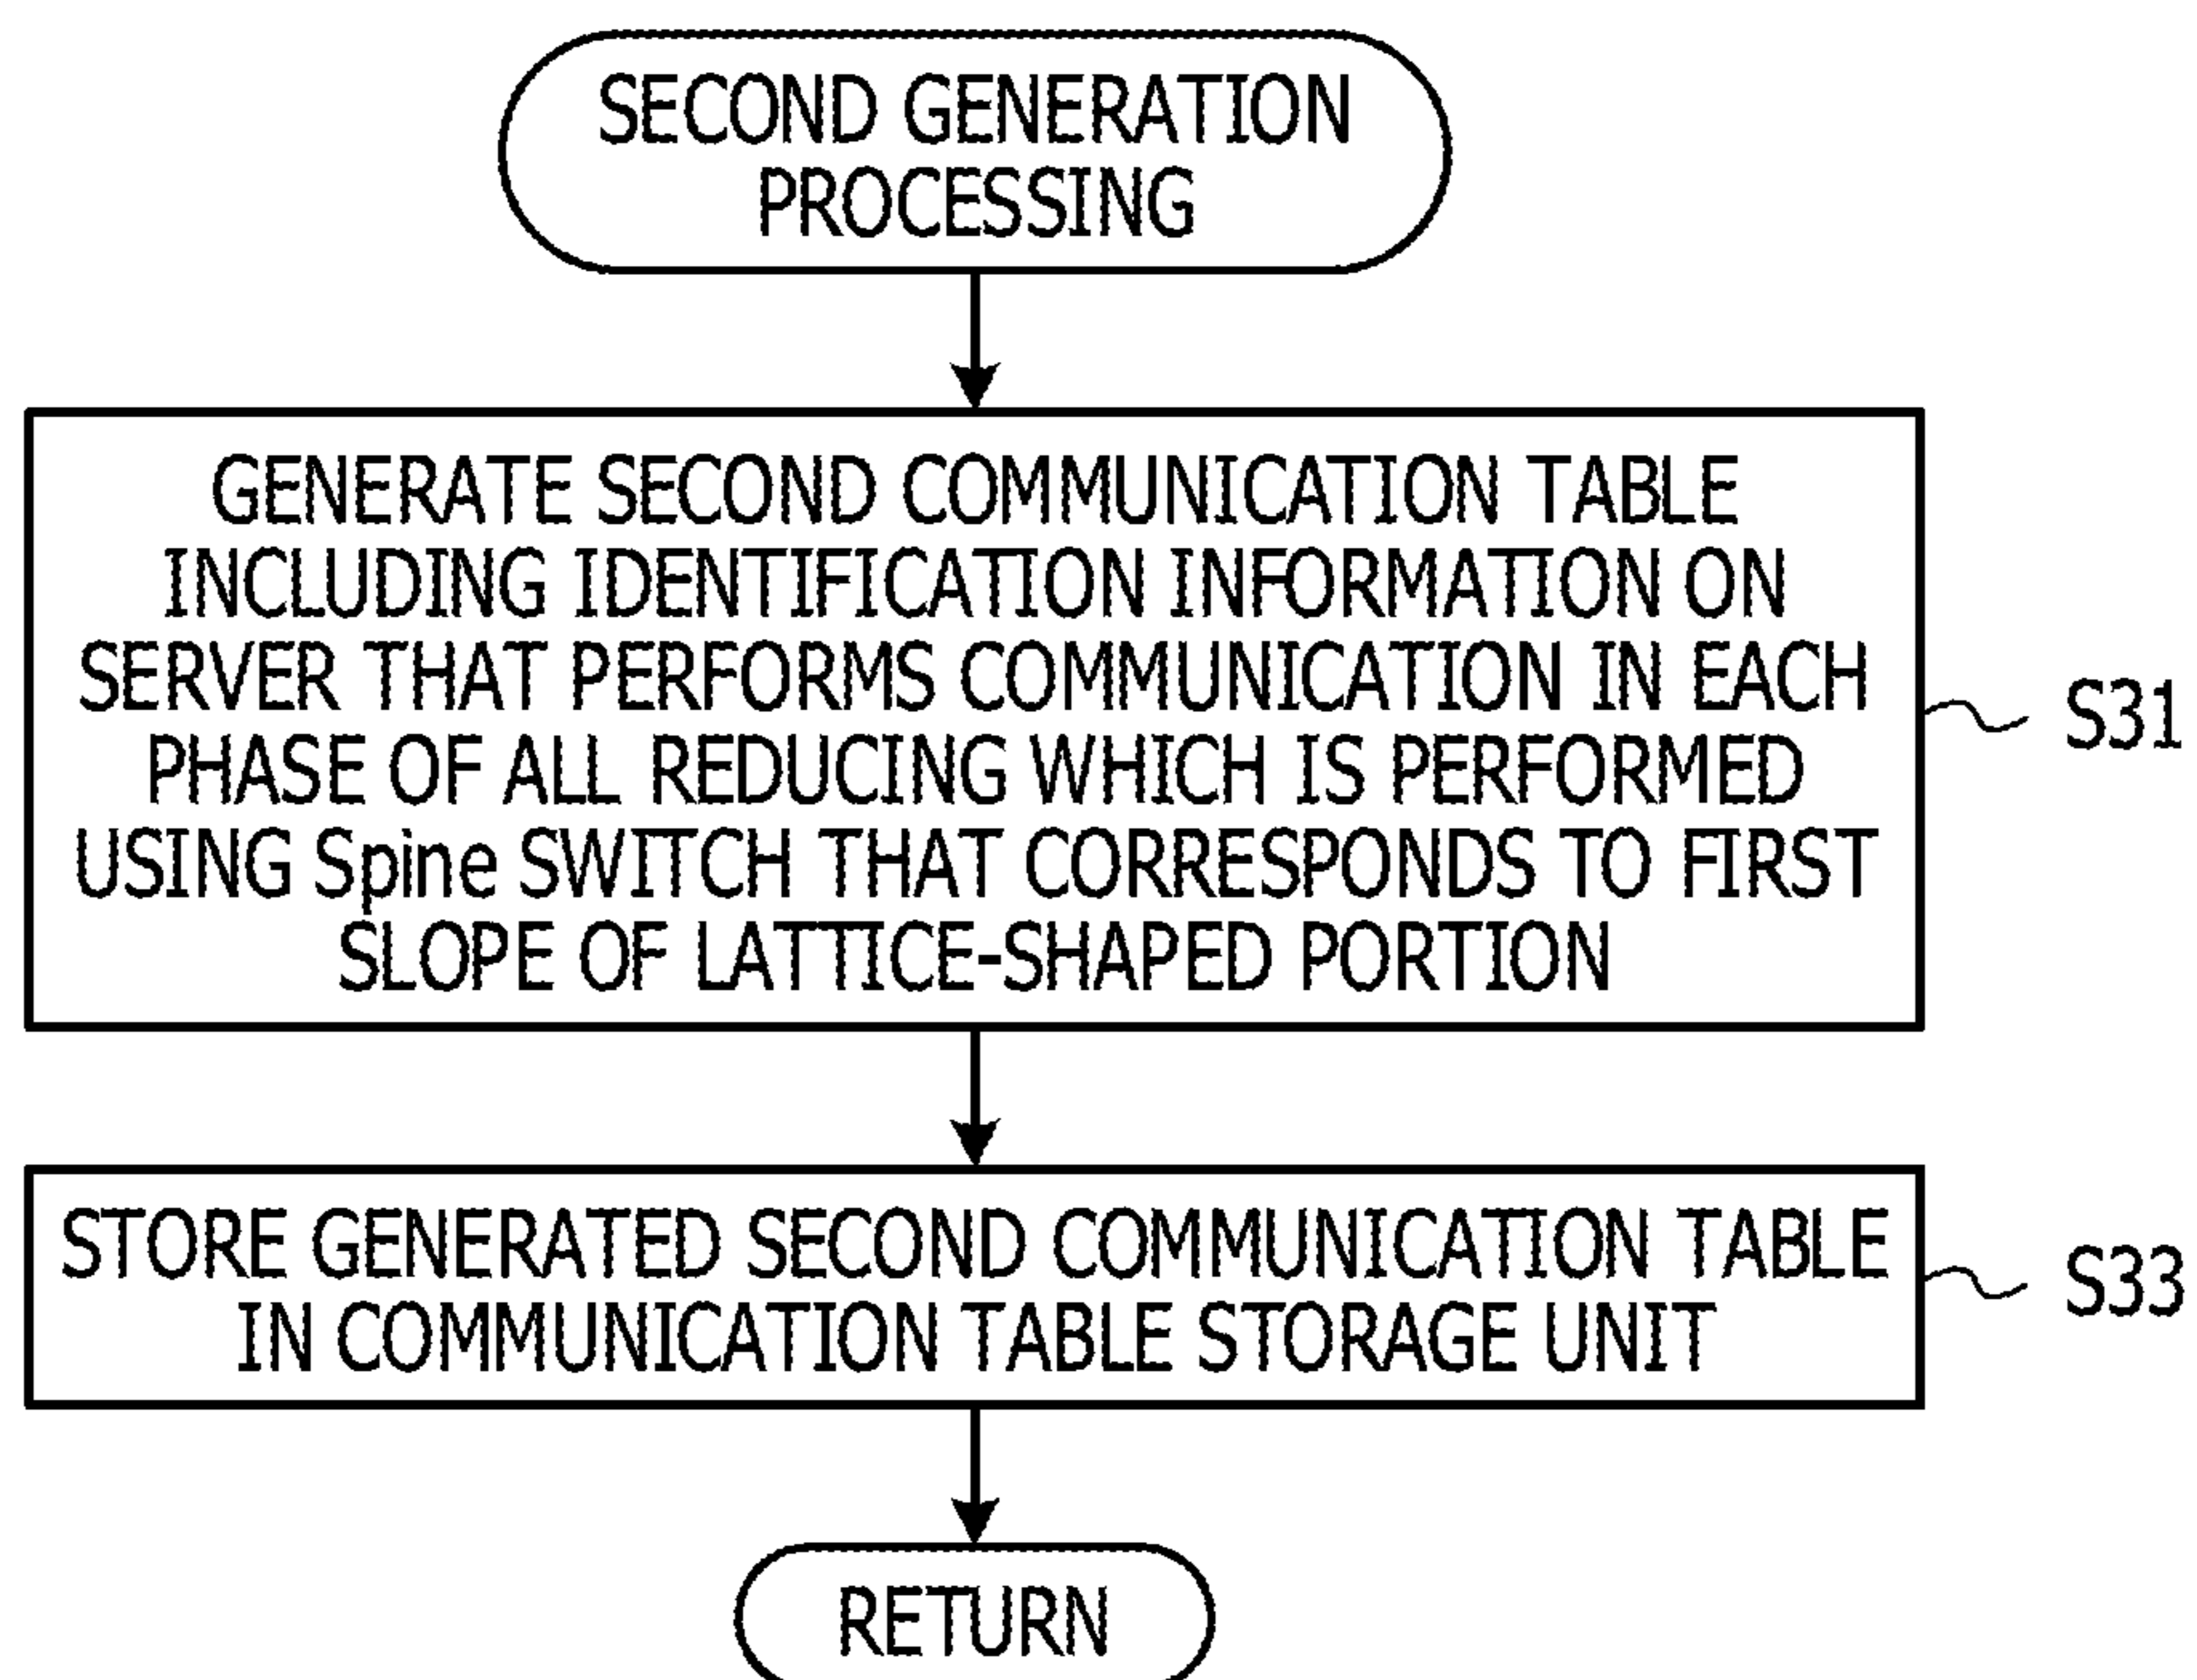 SECOND GENERATION
PROCESSING
GENERATE SECOND COMMUNICATION TABLE
INCLUDING IDENTIFICATION INFORMATION ON
SERVER THAT PERFORMS COMMUNICATION IN EACH
PHASE OF ALL REDUCING WHICH IS PERFORMED
USING Spine SWITCH THAT CORRESPONDS TO FIRST
SLOPE OF LATTICE-SHAPED PORTION
S31
STORE GENERATED SECOND COMMUNICATION TABLE
IN COMMUNICATION TABLE STORAGE UNIT
S33
RETURN